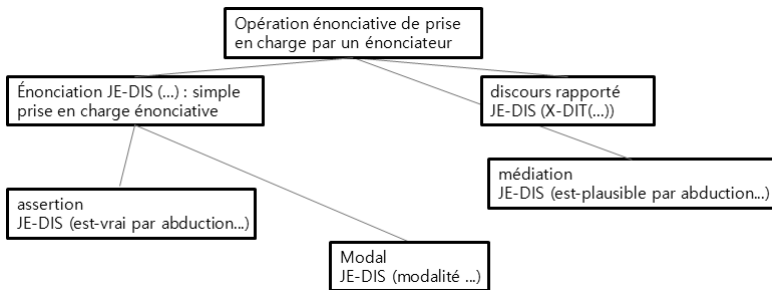 Opération énonciative de prise
en charge par un énonciateur
Énonciation JE-DIS (...) : simple
prise en charge énonciative
discours rapporté
JE-DIS (X-DIT(...))
médiation
JE-DIS (est-plausible par abduction...)
assertion
JE-DIS (est-vrai par abduction...)
Modal
JE-DIS (modalité ...)